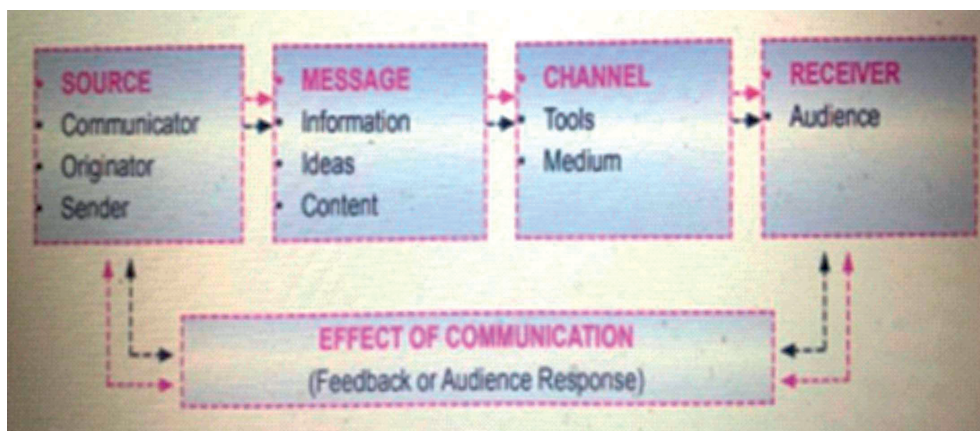 • SOURCE
• Communicator
• Originator
• Sender
• MESSAGE
• Information
• Ideas
• Content
• CHANNEL
• Tools
• Medium
• RECEIVER
• Audience
EFFECT OF COMMUNICATION
(Feedback or Audience Response)